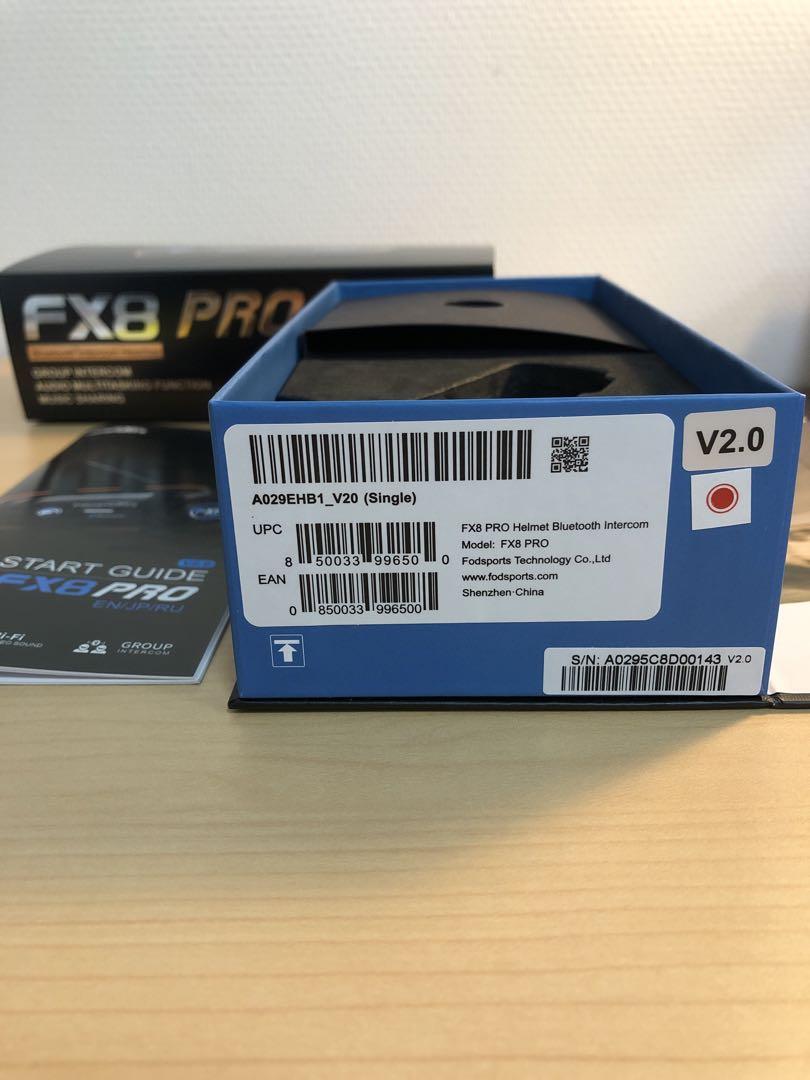 FX8 PRO
GROUP INTERCOM
AUDIO MULTITASKING FUNCTION
MUSIC SHARING
START GUIDE
FX8 PRO
EN/JP/RU
GROUP
INTERCOM
V2.0
A029EHB1_V20 (Single)
UPC
8 50033 99650 0
EAN
0 850033 996500
FX8 PRO Helmet Bluetooth Intercom
Model: FX8 PRO
Fodsports Technology Co.,Ltd
www.fodsports.com
Shenzhen·China
S/N: A0295C8D00143 V2.0